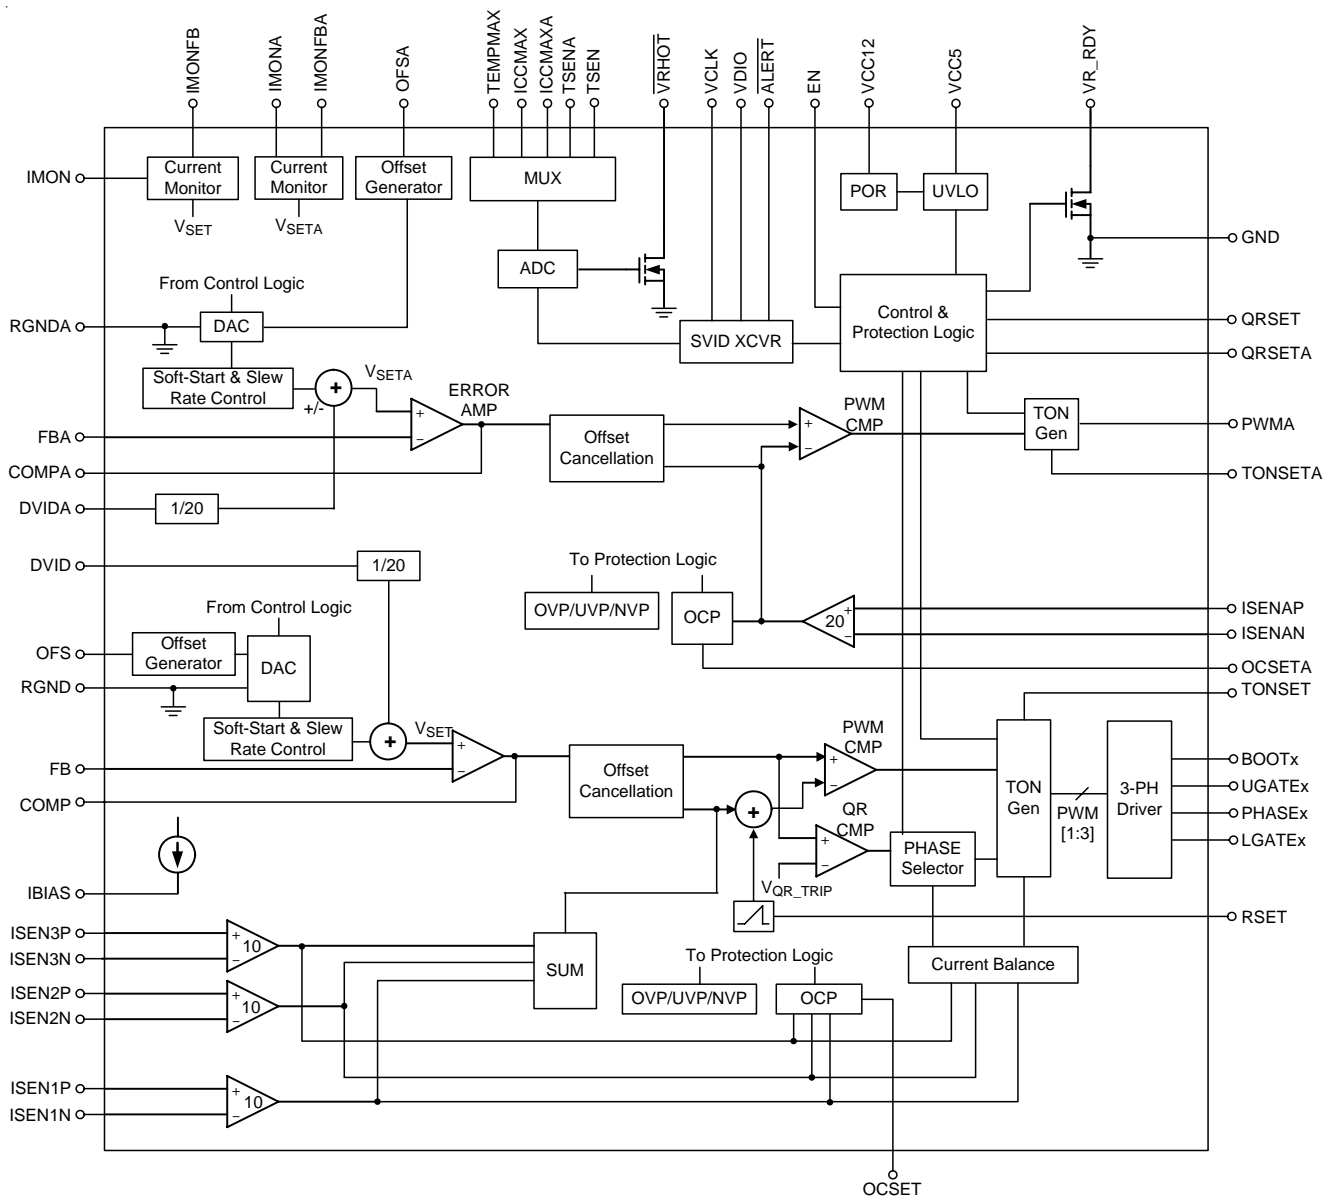 IMONFB
IMONA
IMONFBA
OFSA
TEMPMAX
ICCMAX
ICCMAXA
TSENA
TSEN
VRHOT
VCLK
VDIO
ALERT
EN
VCC12
VCC5
VR_RDY
IMON
Current
Monitor
Current
Monitor
Offset
Generator
MUX
POR
UVLO
VSET
VSETA
GND
ADC
From Control Logic
RGNDA
DAC
Control &
Protection Logic
QRSET
SVID XCVR
QRSETA
Soft-Start & Slew
Rate Control
+
+/-
VSETA
ERROR
AMP
+
−
PWM
CMP
+
−
TON
Gen
PWMA
FBA
Offset
Cancellation
COMPA
TONSETA
DVIDA
1/20
DVID
1/20
To Protection Logic
OVP/UVP/NVP
OCP
20
+
−
ISENAP
ISENAN
From Control Logic
OFS
Offset
Generator
DAC
OCSETA
RGND
TONSET
Soft-Start & Slew
Rate Control
+
VSET
+
−
PWM
CMP
+
−
FB
Offset
Cancellation
BOOTx
COMP
+
TON
Gen
PWM
[1:3]
3-PH
Driver
UGATEx
PHASEx
QR
CMP
+
−
LGATEx
PHASE
Selector
VQR_TRIP
IBIAS
RSET
ISEN3P
+
10
−
ISEN3N
SUM
To Protection Logic
Current Balance
ISEN2P
+
10
−
ISEN2N
OVP/UVP/NVP
OCP
ISEN1P
+
10
−
ISEN1N
OCSET